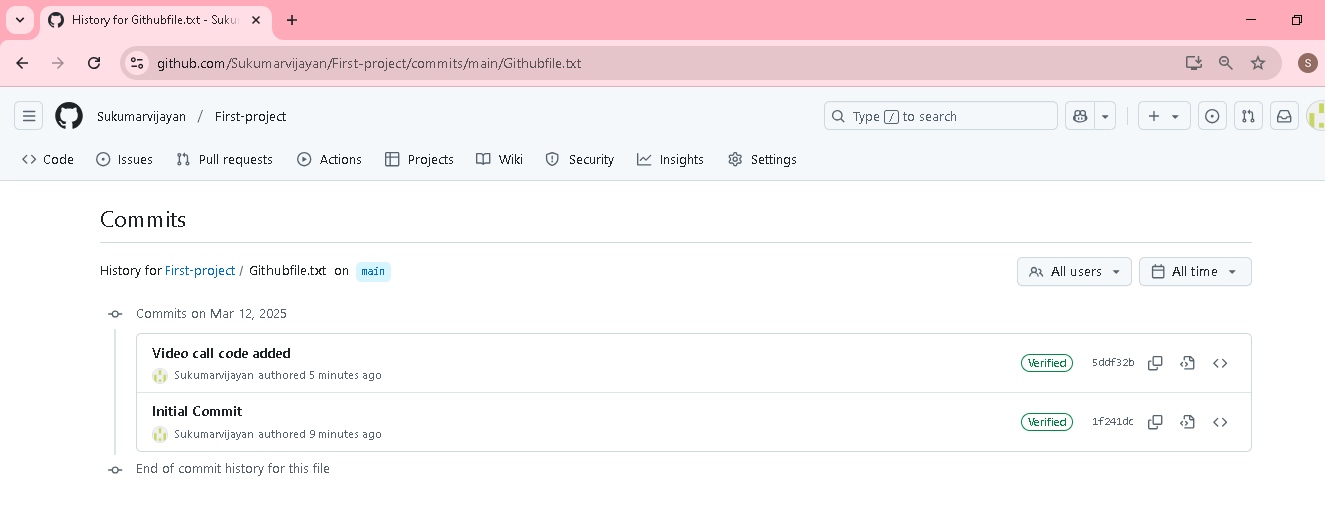 History for Githubfile.txt - Suku
github.com/Sukumarvijayan/First-project/commits/main/Githubfile.txt
S
Sukumarvijayan / First-project
Type / to search
Code Issues Pull requests Actions Projects Wiki Security Insights Settings
Commits
History for First-project / Githubfile.txt on main
All users All time
Commits on Mar 12, 2025
Video call code added
Sukumarvijayan authored 5 minutes ago
Verified 5ddf32b
Initial Commit
Sukumarvijayan authored 9 minutes ago
Verified 1f241dc
End of commit history for this file